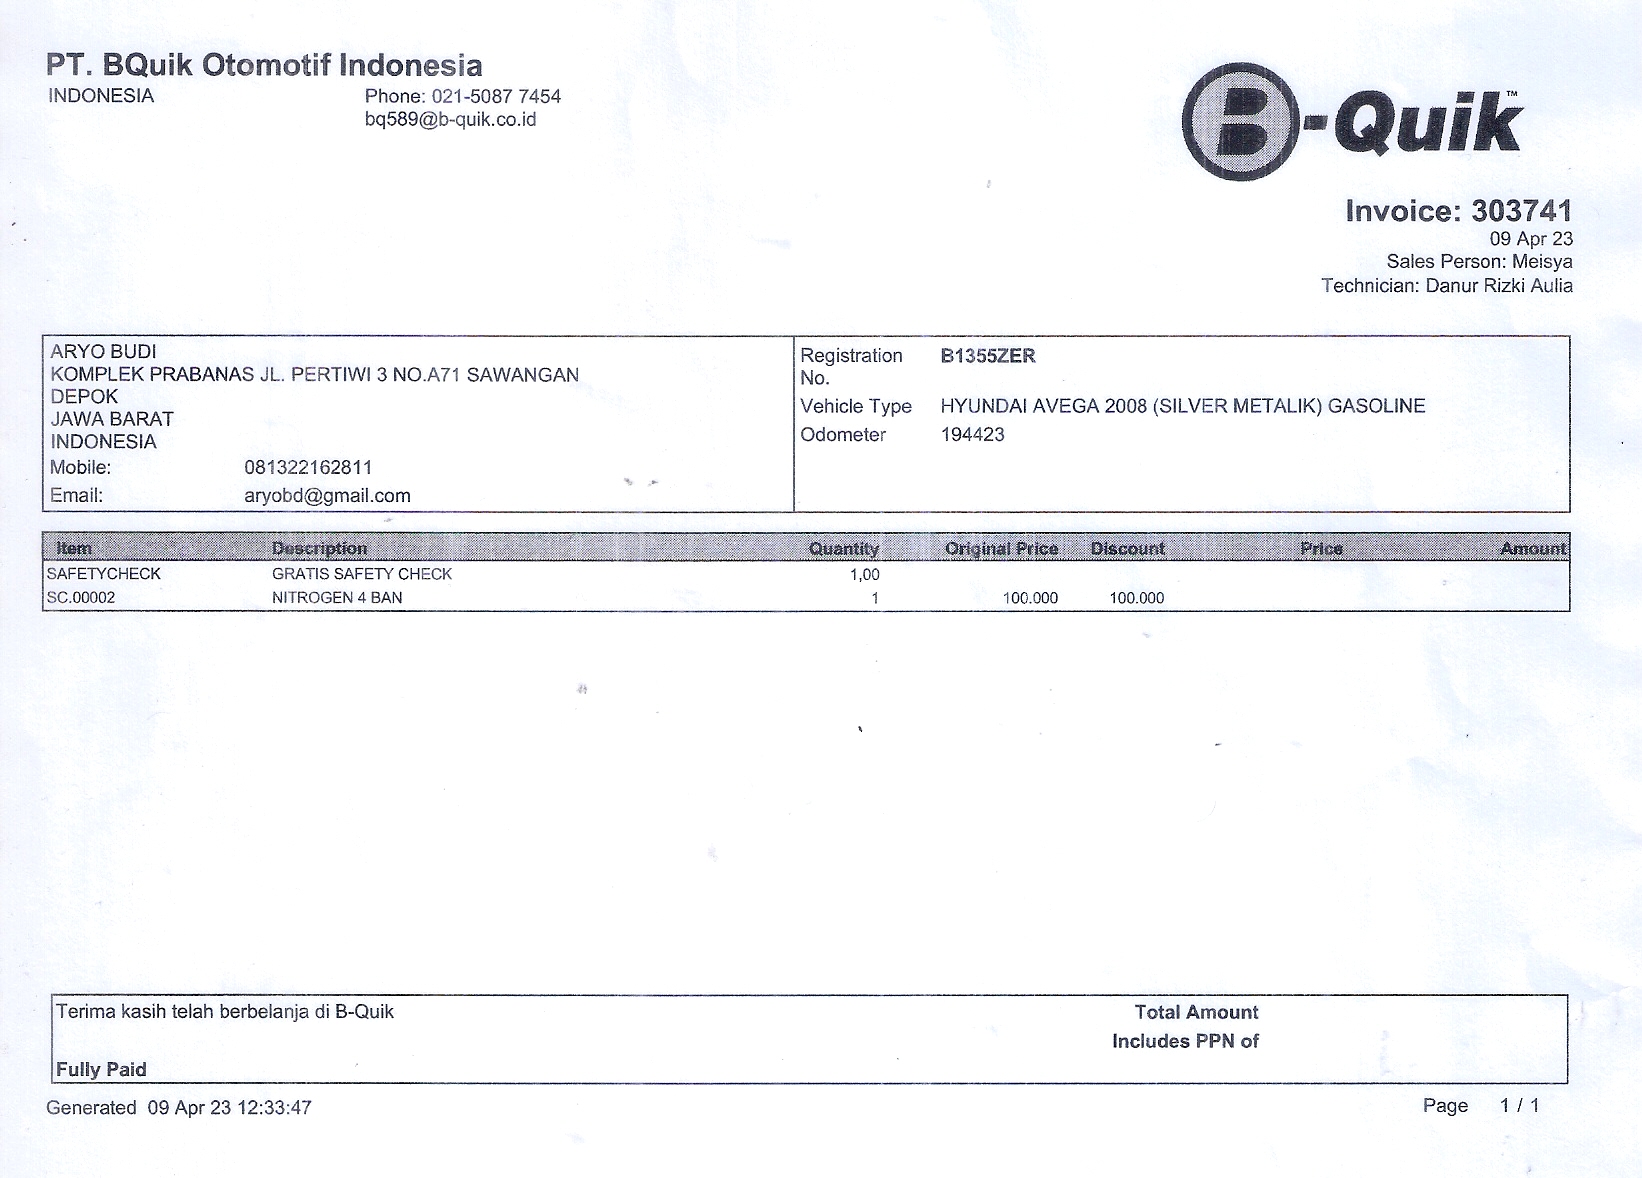 PT. BQuik Otomotif Indonesia
INDONESIA Phone: 021-5087 7454
bq589@b-quik.co.id
B-Quik™
Invoice: 303741
09 Apr 23
Sales Person: Meisya
Technician: Danur Rizki Aulia
ARYO BUDI
KOMPLEK PRABANAS JL. PERTIWI 3 NO.A71 SAWANGAN
DEPOK
JAWA BARAT
INDONESIA
Mobile: 081322162811
Email: aryobd@gmail.com
Registration No. B1355ZER
Vehicle Type HYUNDAI AVEGA 2008 (SILVER METALIK) GASOLINE
Odometer 194423
Item Description Quantity Original Price Discount Price Amount
SAFETYCHECK GRATIS SAFETY CHECK 1,00
SC.00002 NITROGEN 4 BAN 1 100.000 100.000
Terima kasih telah berbelanja di B-Quik
Fully Paid
Total Amount
Includes PPN of
Generated 09 Apr 23 12:33:47
Page 1 / 1